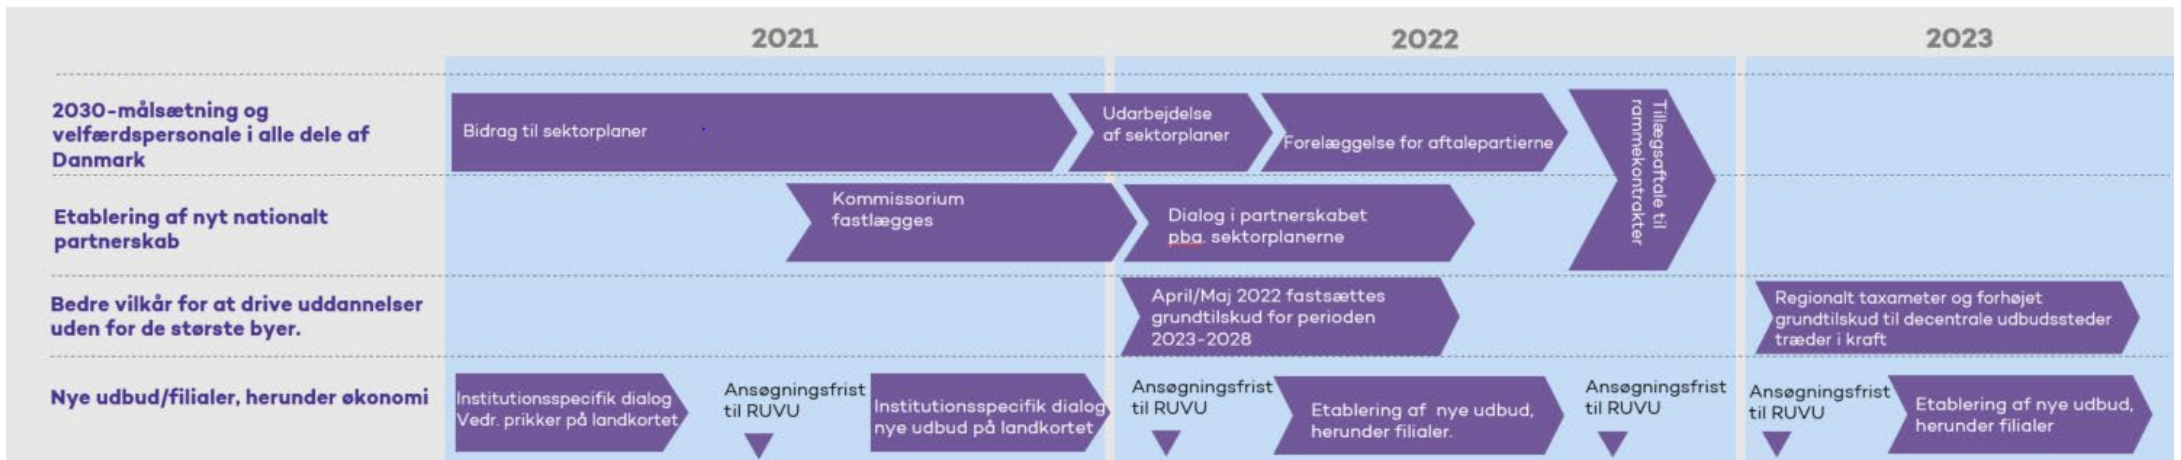 2021
2022
2023
2030-målsætning og
velfærdspersonale i alle dele af
Danmark
Bidrag til sektorplaner
Udarbejdelse
af sektorplaner
Forelæggelse for aftalepartierne
Tillægsaftale til
rammekontrakter
Etablering af nyt nationalt
partnerskab
Kommissorium
fastlægges
Dialog i partnerskabet
pba. sektorplanerne
Bedre vilkår for at drive uddannelser
uden for de større byer.
April/Maj 2022 fastsættes
grundtilskud for perioden
2023-2028
Regionalt taxameter og forhøjet
grundtilskud til decentrale udbudssteder
træder i kraft
Nye udbud/filialer, herunder økonomi
Institutionsspecifik dialog
Vedr. prikker på landkortet
Ansøgningsfrist
til RUVU
Institutionsspecifik dialog
nye udbud på landkortet
Ansøgningsfrist
til RUVU
Etablering af nye udbud,
herunder filialer.
Ansøgningsfrist
til RUVU
Ansøgningsfrist
til RUVU
Etablering af nye udbud,
herunder filialer